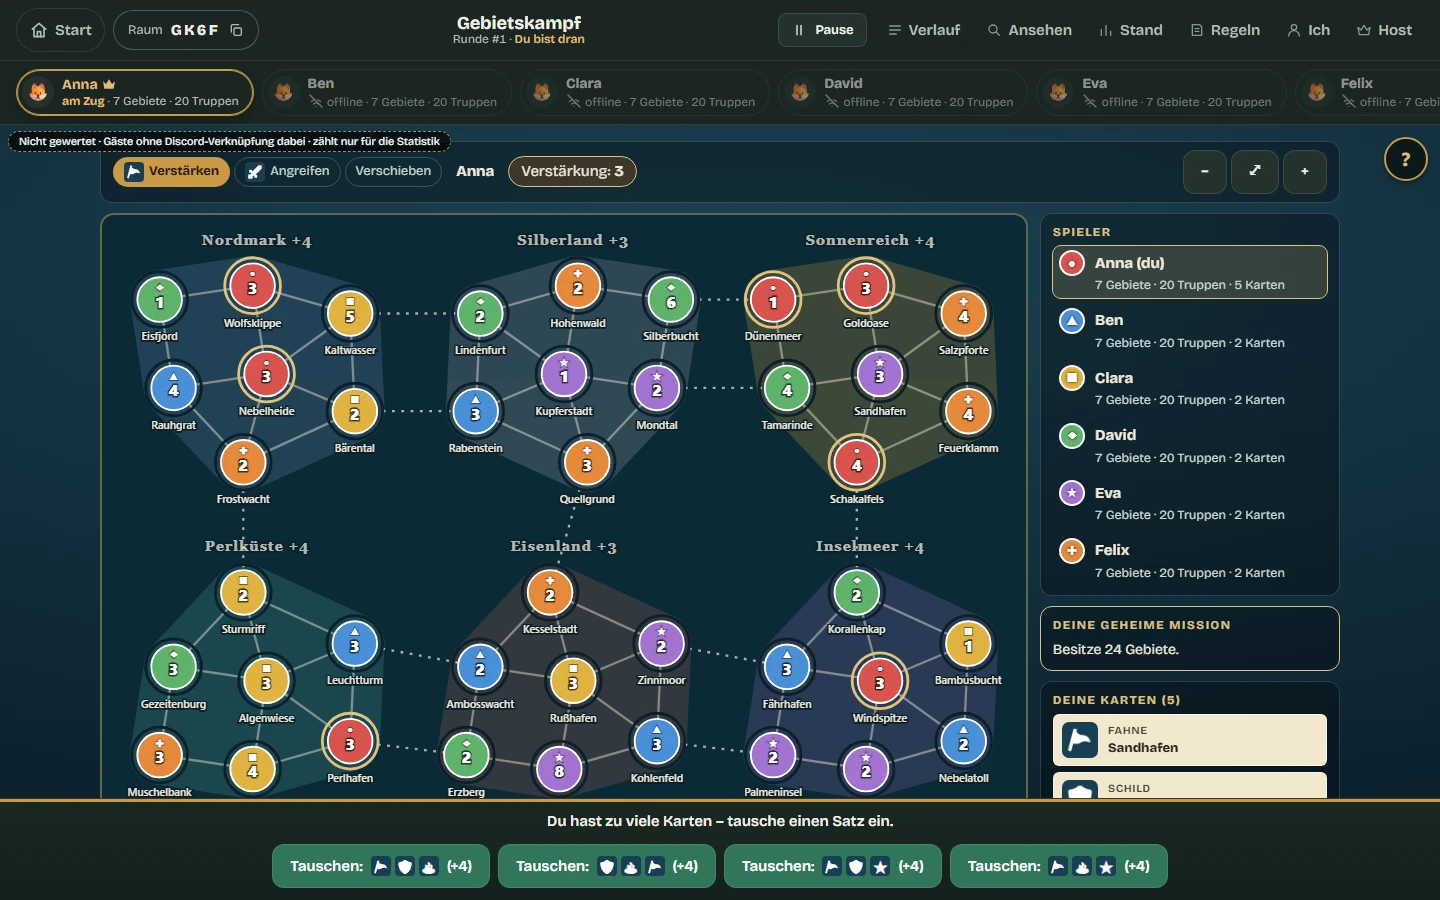 Start
Raum GK6F
Gebietskampf
Runde #1 · Du bist dran
Pause
Verlauf
Ansehen
Stand
Regeln
Ich
Host
Anna
am Zug · 7 Gebiete · 20 Truppen
Ben
offline · 7 Gebiete · 20 Truppen
Clara
offline · 7 Gebiete · 20 Truppen
David
offline · 7 Gebiete · 20 Truppen
Eva
offline · 7 Gebiete · 20 Truppen
Felix
offline · 7 Gebi
Nicht gewertet · Gäste ohne Discord-Verknüpfung dabei · zählt nur für die Statistik
?
Verstärken
Angreifen
Verschieben
Anna
Verstärkung: 3
−
+
Nordmark +4
Silberland +3
Sonnenreich +4
1
Eisfjord
3
Wolfsklippe
5
Kaltwasser
4
Rauhgrat
3
Nebelheide
2
Bärental
2
Frostwacht
2
Lindenfurt
2
Hohenwald
6
Silberbucht
3
Rabenstein
1
Kupferstadt
2
Mondtal
3
Quellgrund
1
Dünenmeer
3
Goldoase
4
Salzpforte
4
Tamarinde
3
Sandhafen
4
Feuerklamm
4
Schakalfels
Perlküste +4
Eisenland +3
Inselmeer +4
2
Sturmriff
3
Leuchtturm
3
Gezeitenburg
3
Algenwiese
3
Perlhafen
3
Muschelbank
4
2
Kesselstadt
2
Zinnmoor
2
Ambosswacht
3
Rußhafen
3
Kohlenfeld
2
Erzberg
8
2
Korallenkap
1
Bambusbucht
3
Fährhafen
3
Windspitze
2
Nebelatoll
2
Palmeninsel
2
SPIELER
Anna (du)
7 Gebiete · 20 Truppen · 5 Karten
Ben
7 Gebiete · 20 Truppen · 2 Karten
Clara
7 Gebiete · 20 Truppen · 2 Karten
David
7 Gebiete · 20 Truppen · 2 Karten
Eva
7 Gebiete · 20 Truppen · 2 Karten
Felix
7 Gebiete · 20 Truppen · 2 Karten
DEINE GEHEIME MISSION
Besitze 24 Gebiete.
DEINE KARTEN (5)
FAHNE
Sandhafen
SCHILD
Du hast zu viele Karten – tausche einen Satz ein.
Tauschen: (+4)
Tauschen: (+4)
Tauschen: (+4)
Tauschen: (+4)